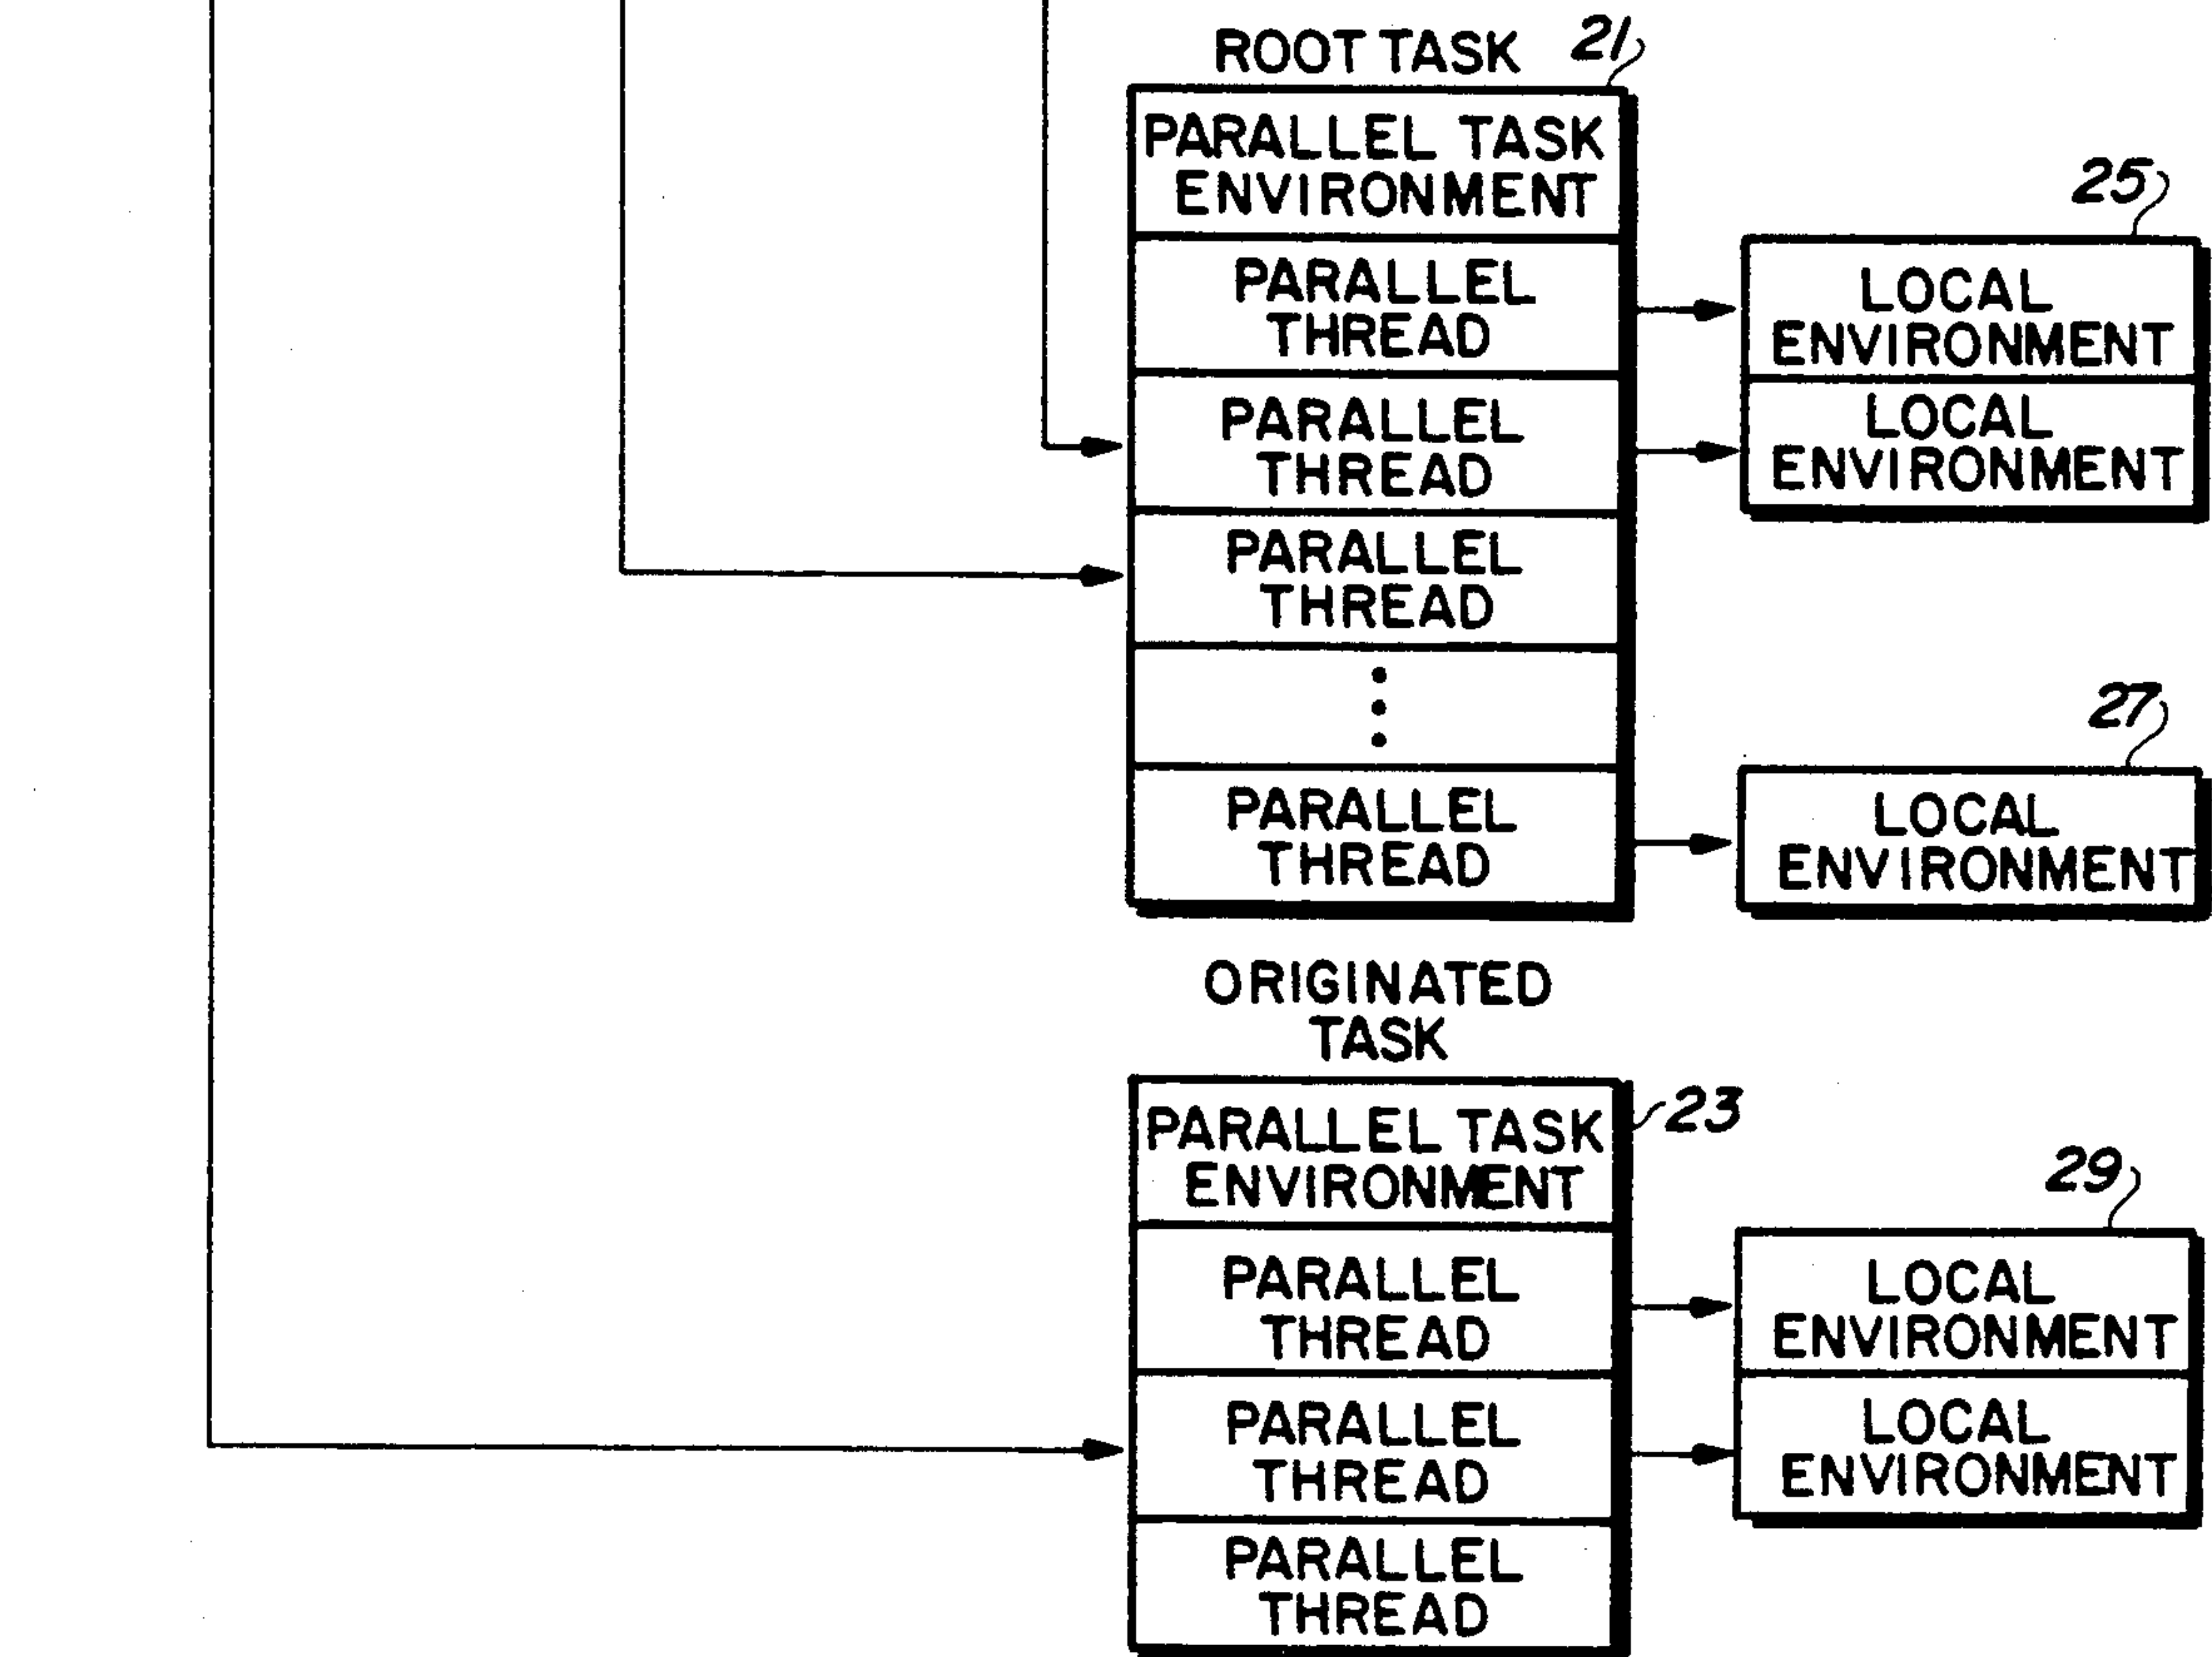 ROOT TASK 21
PARALLEL TASK
ENVIRONMENT
PARALLEL
THREAD
PARALLEL
THREAD
PARALLEL
THREAD
PARALLEL
THREAD
25
LOCAL
ENVIRONMENT
LOCAL
ENVIRONMENT
27
LOCAL
ENVIRONMENT
ORIGINATED
TASK
23
PARALLEL TASK
ENVIRONMENT
PARALLEL
THREAD
PARALLEL
THREAD
PARALLEL
THREAD
29
LOCAL
ENVIRONMENT
LOCAL
ENVIRONMENT